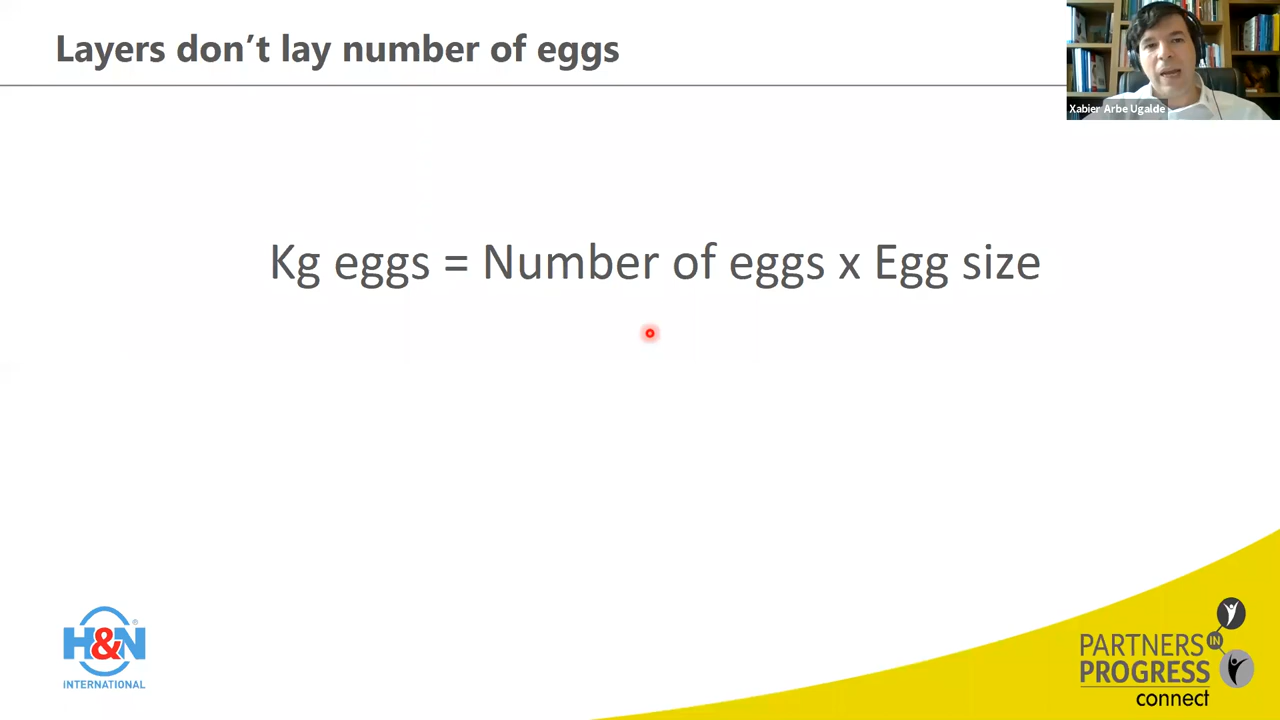 Layers don’t lay number of eggs
Xabier Arbe Ugalde
Kg eggs = Number of eggs x Egg size
H&N®
INTERNATIONAL
PARTNERS IN
PROGRESS
connect